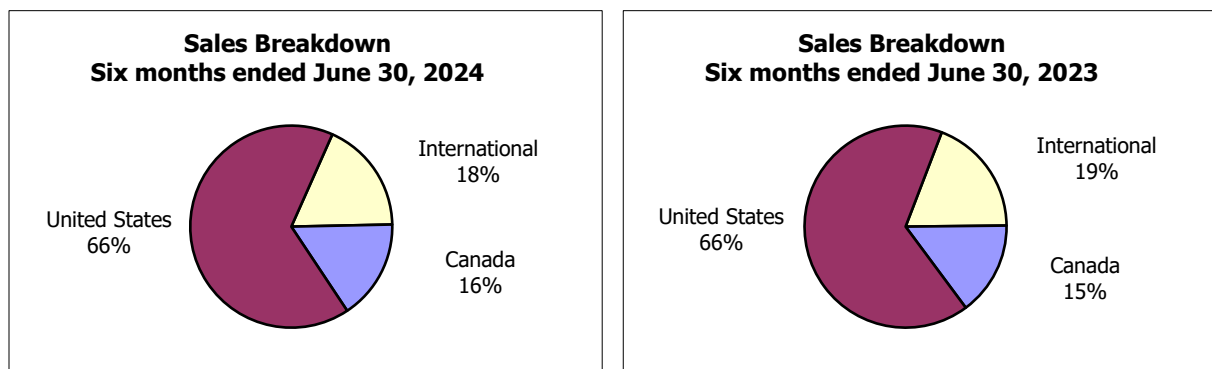 Sales Breakdown
Six months ended June 30, 2024
International
18%
United States
66%
Canada
16%
Sales Breakdown
Six months ended June 30, 2023
International
19%
United States
66%
Canada
15%